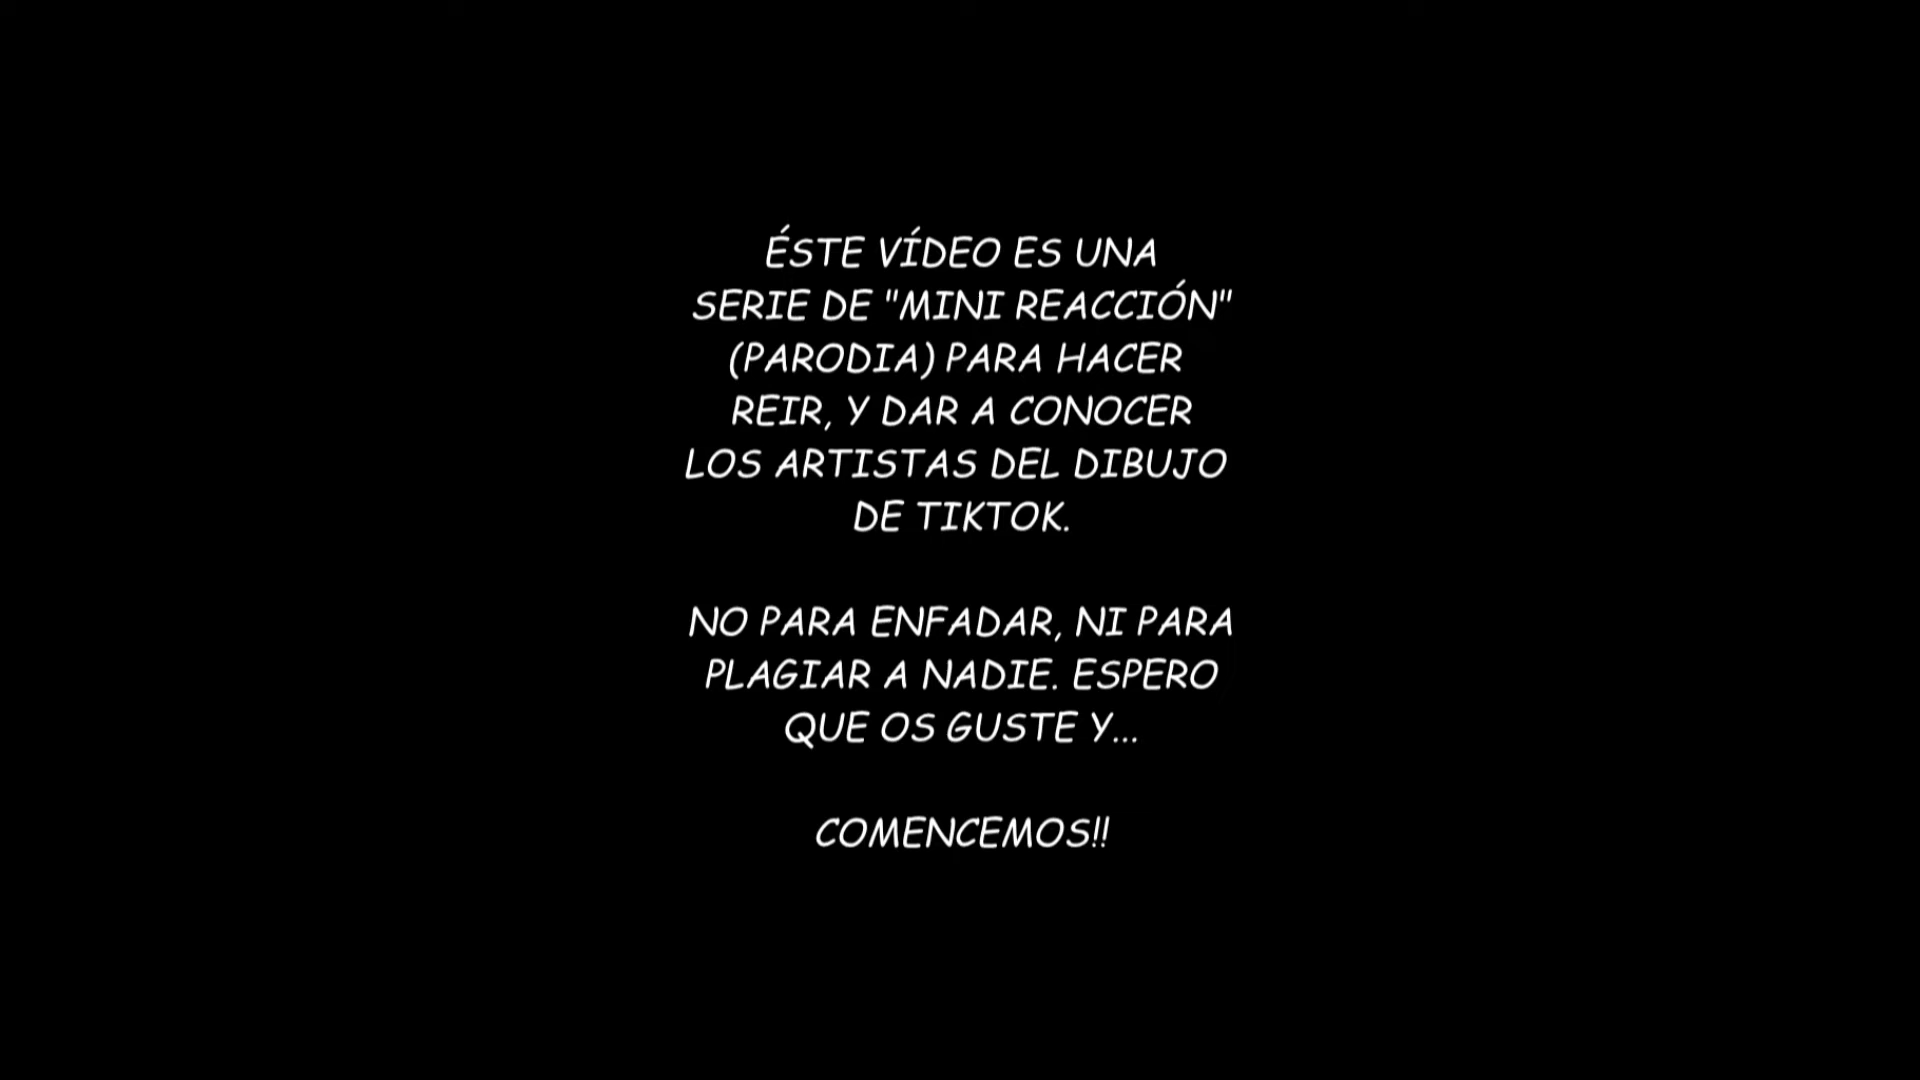 ÉSTE VÍDEO ES UNA
SERIE DE "MINI REACCIÓN"
(PARODIA) PARA HACER
REIR, Y DAR A CONOCER
LOS ARTISTAS DEL DIBUJO
DE TIKTOK.
NO PARA ENFADAR, NI PARA
PLAGIAR A NADIE. ESPERO
QUE OS GUSTE Y...
COMENCEMOS!!